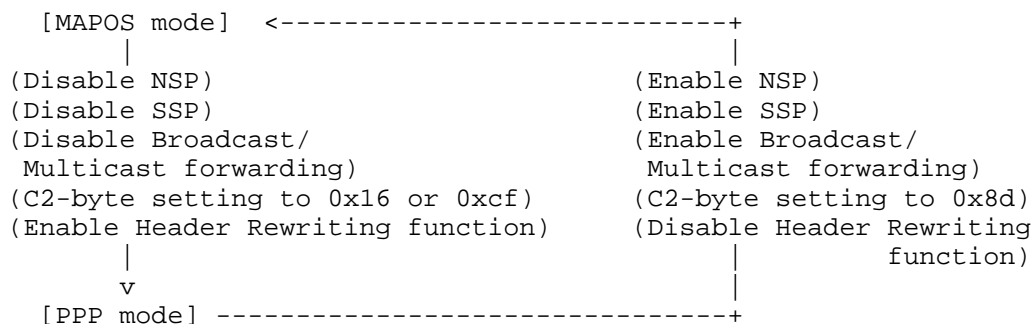 [MAPOS mode] <----------------------------+
| |
(Disable NSP) (Enable NSP)
(Disable SSP) (Enable SSP)
(Disable Broadcast/ (Enable Broadcast/
Multicast forwarding) Multicast forwarding)
(C2-byte setting to 0x16 or 0xcf) (C2-byte setting to 0x8d)
(Enable Header Rewriting function) (Disable Header Rewriting
| | function)
v |
[PPP mode] --------------------------------+